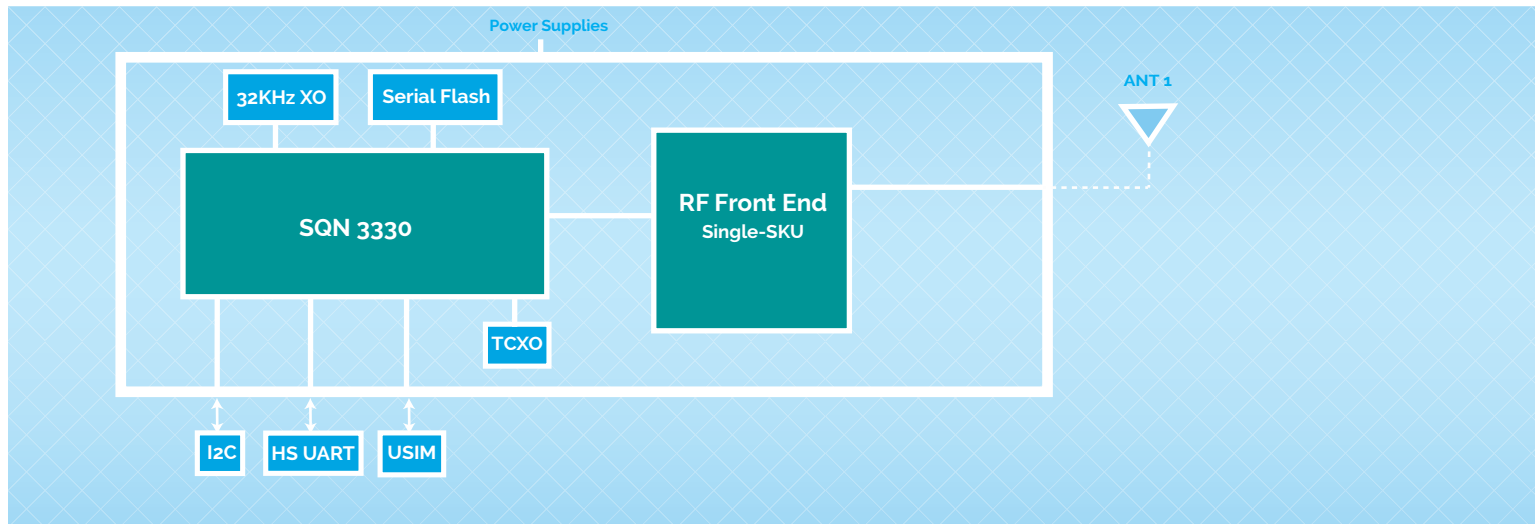 Power Supplies
ANT 1
32KHz XO
Serial Flash
SQN 3330
RF Front End
Single-SKU
TCXO
I2C
HS UART
USIM